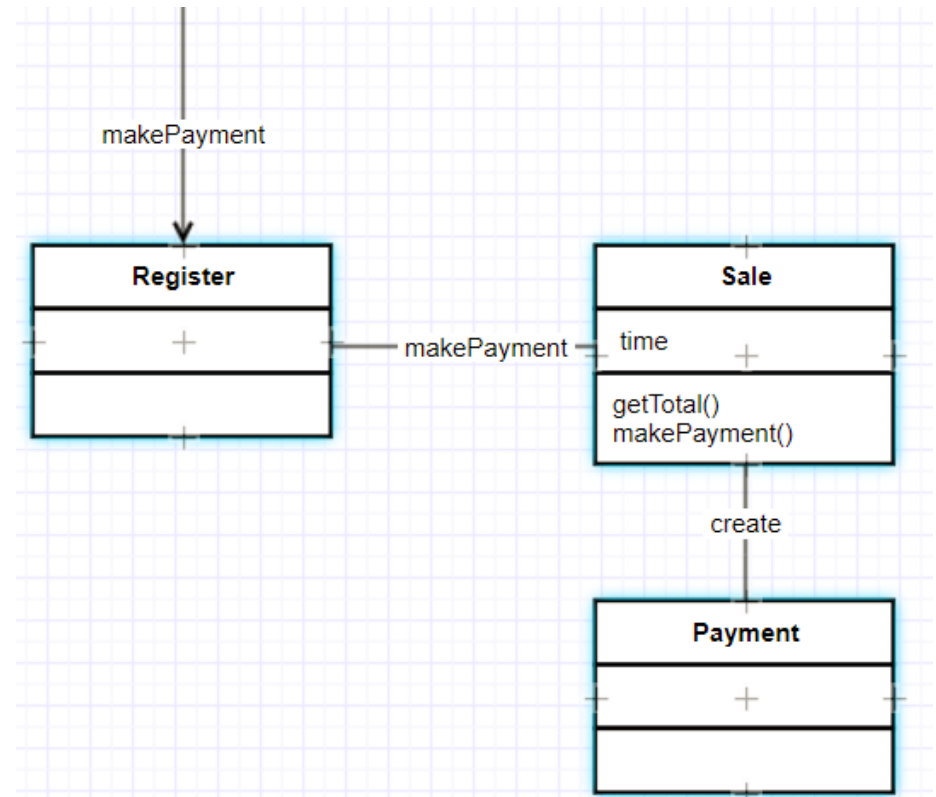 makePayment
Register
makePayment
Sale
time
getTotal()
makePayment()
create
Payment